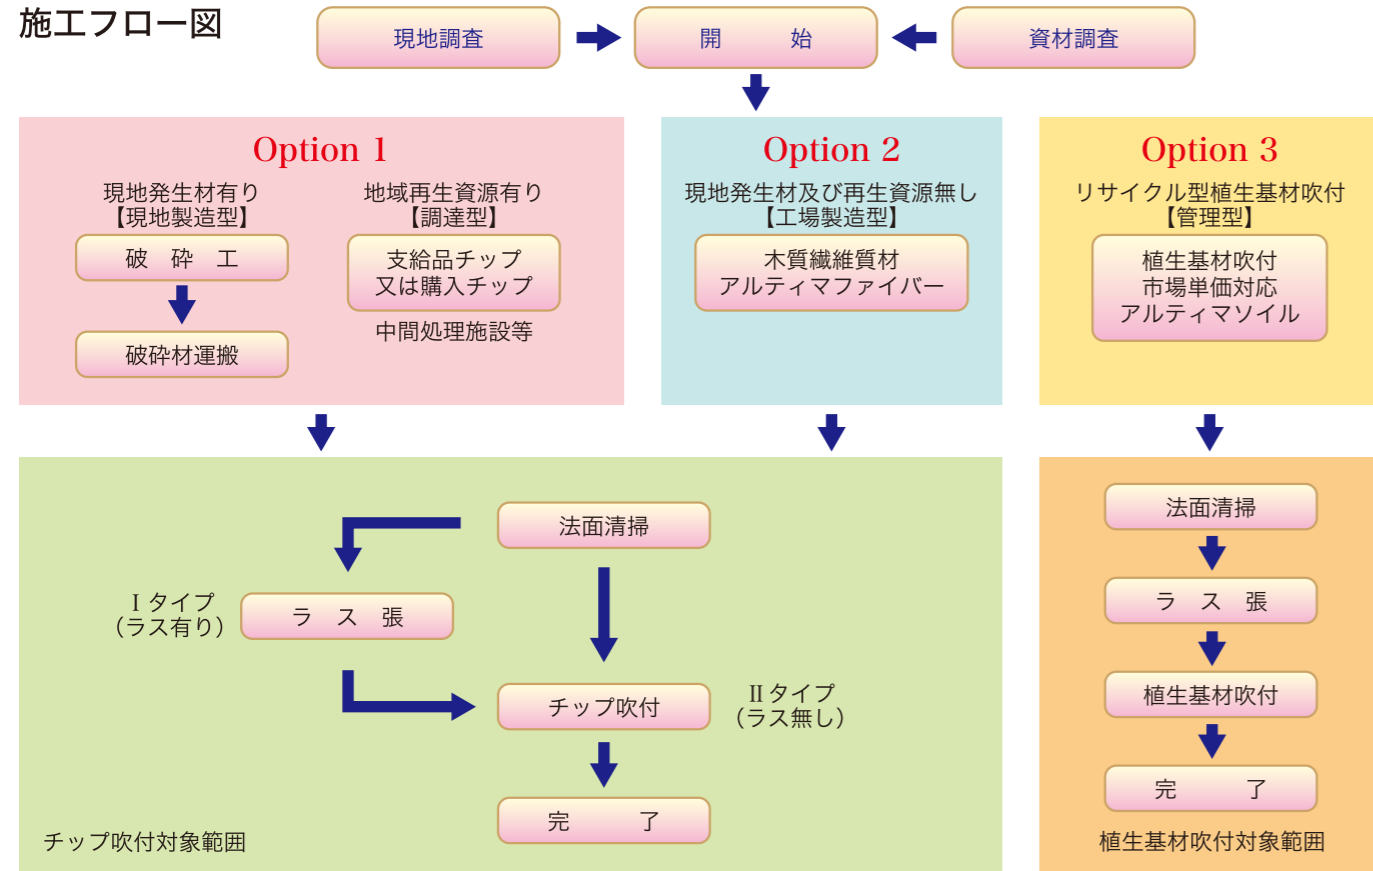 施工フロー図
現地調査
開　始
資材調査
Option 1
現地発生材有り
【現地製造型】
破 砕 工
破砕材運搬
地域再生資源有り
【調達型】
支給品チップ
又は購入チップ
中間処理施設等
Option 2
現地発生材及び再生資源無し
【工場製造型】
木質繊維質材
アルティマファイバー
Option 3
リサイクル型植生基材吹付
【管理型】
植生基材吹付
市場単価対応
アルティマソイル
法面清掃
Ⅰタイプ
（ラス有り）
ラ ス 張
チップ吹付
Ⅱタイプ
（ラス無し）
完　了
チップ吹付対象範囲
法面清掃
ラ ス 張
植生基材吹付
完　了
植生基材吹付対象範囲